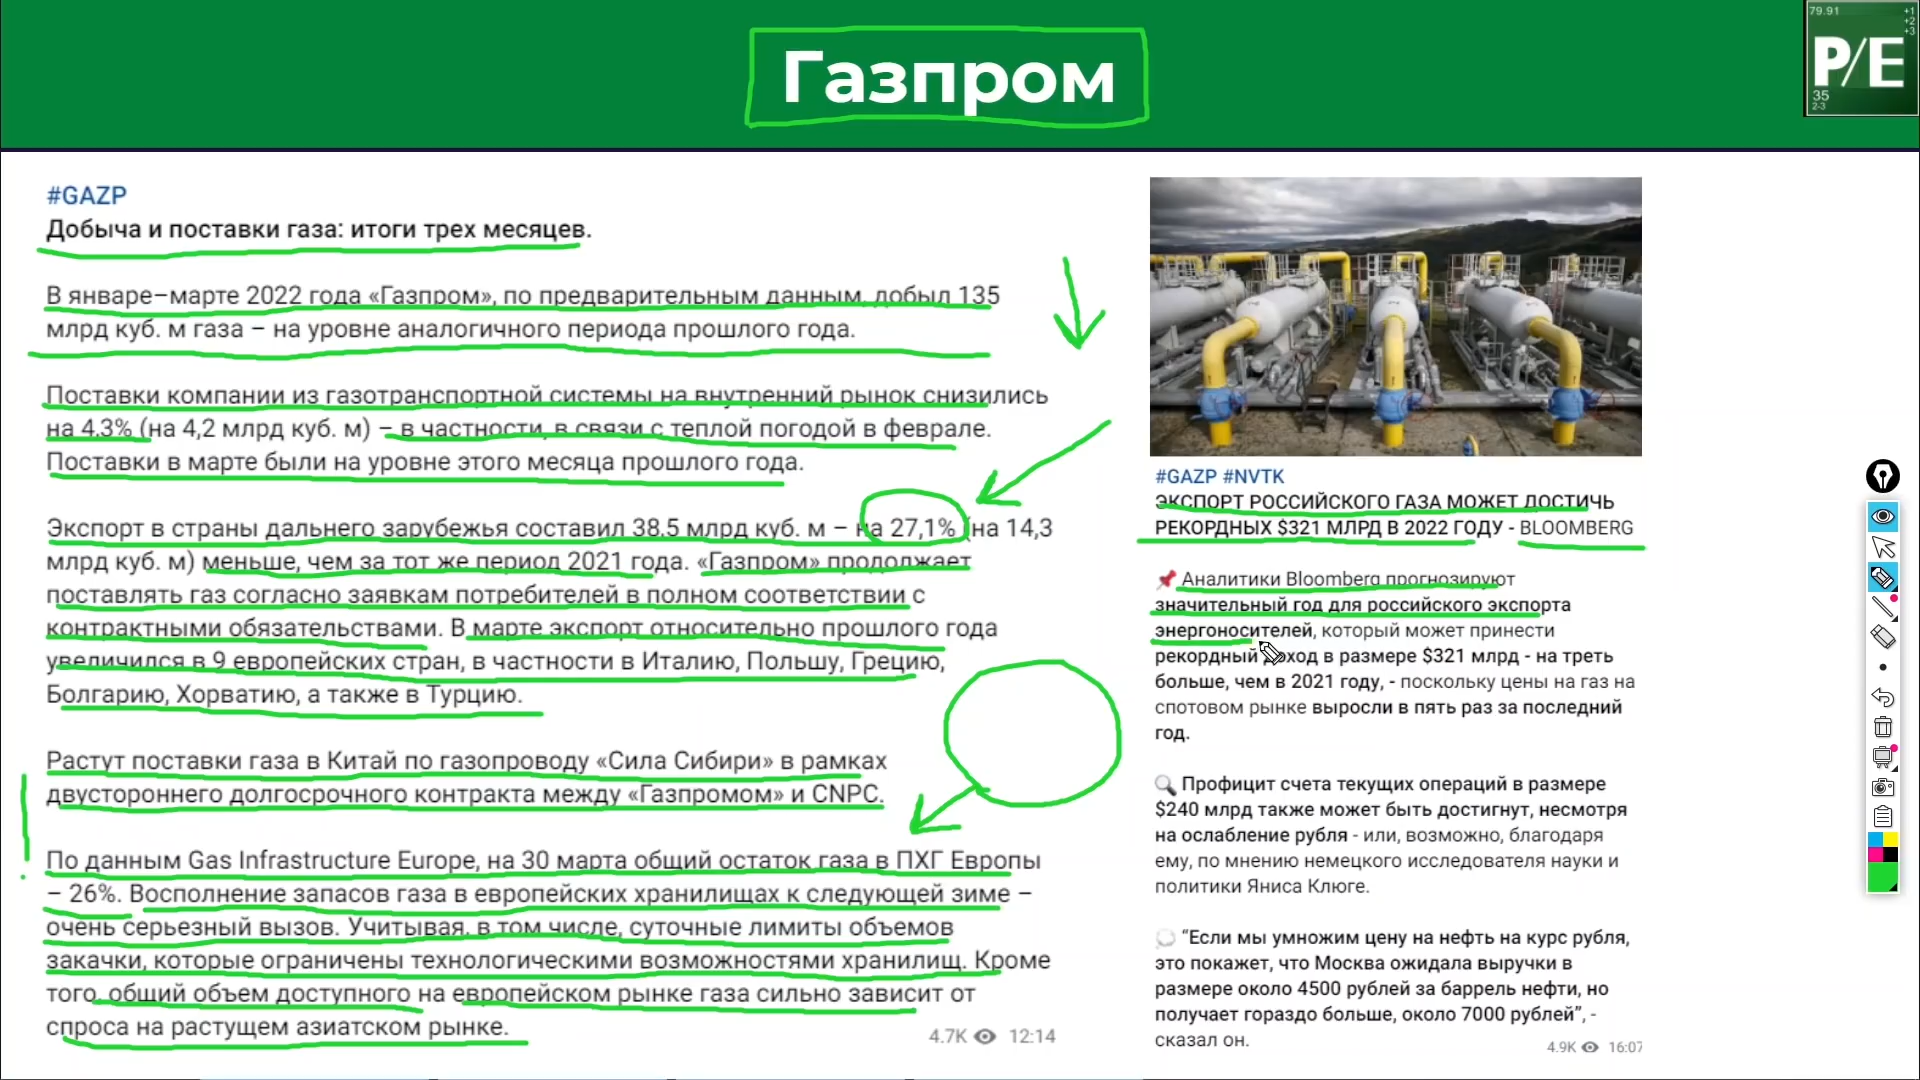 Газпром
79.91
+1
+2
+3
P/E
35
2-3
#GAZP
Добыча и поставки газа: итоги трех месяцев.
В январе–марте 2022 года «Газпром», по предварительным данным, добыл 135
млрд куб. м газа – на уровне аналогичного периода прошлого года.
Поставки компании из газотранспортной системы на внутренний рынок снизились
на 4,3% (на 4,2 млрд куб. м) – в частности, в связи с теплой погодой в феврале.
Поставки в марте были на уровне этого месяца прошлого года.
Экспорт в страны дальнего зарубежья составил 38,5 млрд куб. м – на 27,1% (на 14,3
млрд куб. м) меньше, чем за тот же период 2021 года. «Газпром» продолжает
поставлять газ согласно заявкам потребителей в полном соответствии с
контрактными обязательствами. В марте экспорт относительно прошлого года
увеличился в 9 европейских стран, в частности в Италию, Польшу, Грецию,
Болгарию, Хорватию, а также в Турцию.
Растут поставки газа в Китай по газопроводу «Сила Сибири» в рамках
двустороннего долгосрочного контракта между «Газпромом» и CNPC.
По данным Gas Infrastructure Europe, на 30 марта общий остаток газа в ПХГ Европы
– 26%. Восполнение запасов газа в европейских хранилищах к следующей зиме –
очень серьезный вызов. Учитывая, в том числе, суточные лимиты объемов
закачки, которые ограничены технологическими возможностями хранилищ. Кроме
того, общий объем доступного на европейском рынке газа сильно зависит от
спроса на растущем азиатском рынке.
4.7K 12:14
#GAZP #NVTK
ЭКСПОРТ РОССИЙСКОГО ГАЗА МОЖЕТ ДОСТИЧЬ
РЕКОРДНЫХ $321 МЛРД В 2022 ГОДУ - BLOOMBERG
Аналитики Bloomberg прогнозируют
значительный год для российского экспорта
энергоносителей, который может принести
рекордный доход в размере $321 млрд - на треть
больше, чем в 2021 году, - поскольку цены на газ на
спотовом рынке выросли в пять раз за последний
год.
Профицит счета текущих операций в размере
$240 млрд также может быть достигнут, несмотря
на ослабление рубля - или, возможно, благодаря
ему, по мнению немецкого исследователя науки и
политики Яниса Клюге.
“Если мы умножим цену на нефть на курс рубля,
это покажет, что Москва ожидала выручки в
размере около 4500 рублей за баррель нефти, но
получает гораздо больше, около 7000 рублей”, -
сказал он.
4.9K 16:07